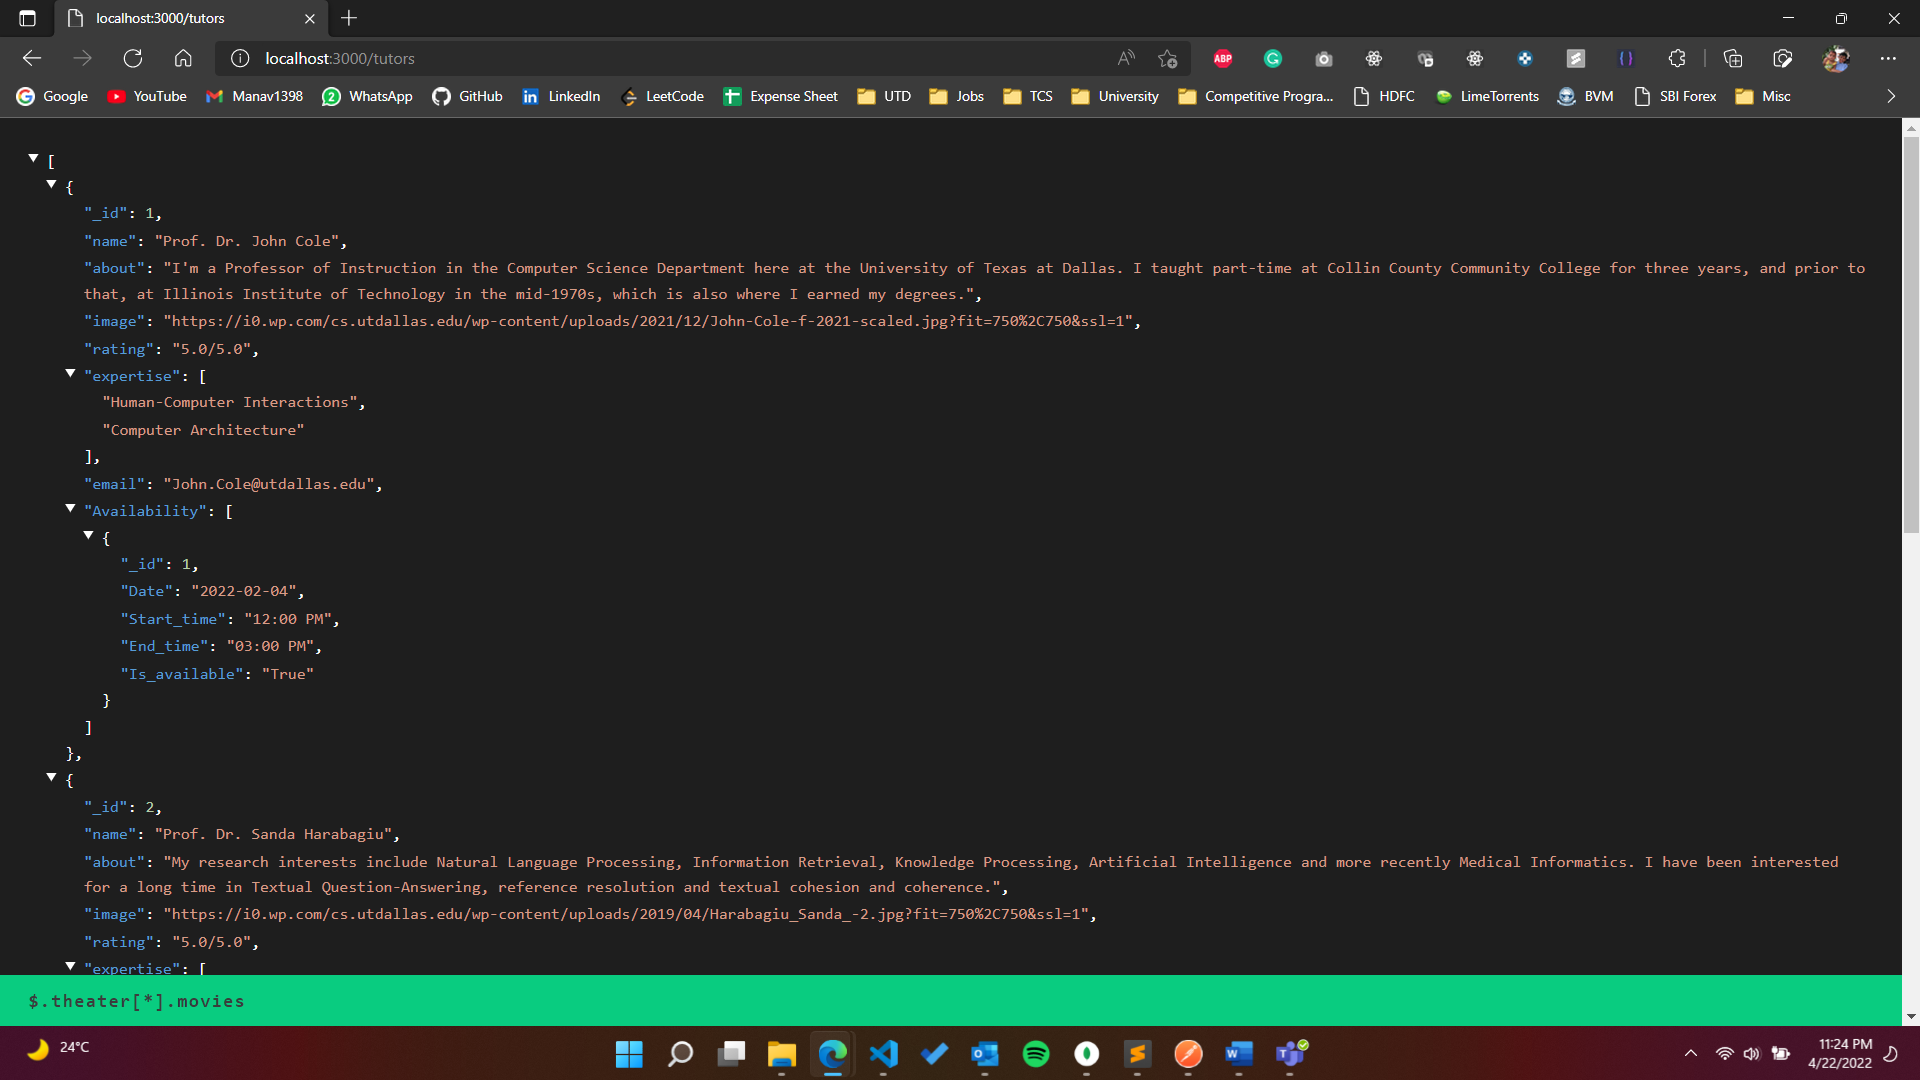 localhost:3000/tutors
localhost:3000/tutors
ABP
Google YouTube Manav1398 WhatsApp GitHub LinkedIn LeetCode Expense Sheet UTD Jobs TCS University Competitive Progra... HDFC LimeTorrents BVM SBI Forex Misc
[
{
"_id": 1,
"name": "Prof. Dr. John Cole",
"about": "I'm a Professor of Instruction in the Computer Science Department here at the University of Texas at Dallas. I taught part-time at Collin County Community College for three years, and prior to
that, at Illinois Institute of Technology in the mid-1970s, which is also where I earned my degrees.",
"image": "https://i0.wp.com/cs.utdallas.edu/wp-content/uploads/2021/12/John-Cole-f-2021-scaled.jpg?fit=750%2C750&ssl=1",
"rating": "5.0/5.0",
"expertise": [
"Human-Computer Interactions",
"Computer Architecture"
],
"email": "John.Cole@utdallas.edu",
"Availability": [
{
"_id": 1,
"Date": "2022-02-04",
"Start_time": "12:00 PM",
"End_time": "03:00 PM",
"Is_available": "True"
}
]
},
{
"_id": 2,
"name": "Prof. Dr. Sanda Harabagiu",
"about": "My research interests include Natural Language Processing, Information Retrieval, Knowledge Processing, Artificial Intelligence and more recently Medical Informatics. I have been interested
for a long time in Textual Question-Answering, reference resolution and textual cohesion and coherence.",
"image": "https://i0.wp.com/cs.utdallas.edu/wp-content/uploads/2019/04/Harabagiu_Sanda_-2.jpg?fit=750%2C750&ssl=1",
"rating": "5.0/5.0",
"expertise": [
$.theater[*].movies
24°C
11:24 PM
4/22/2022